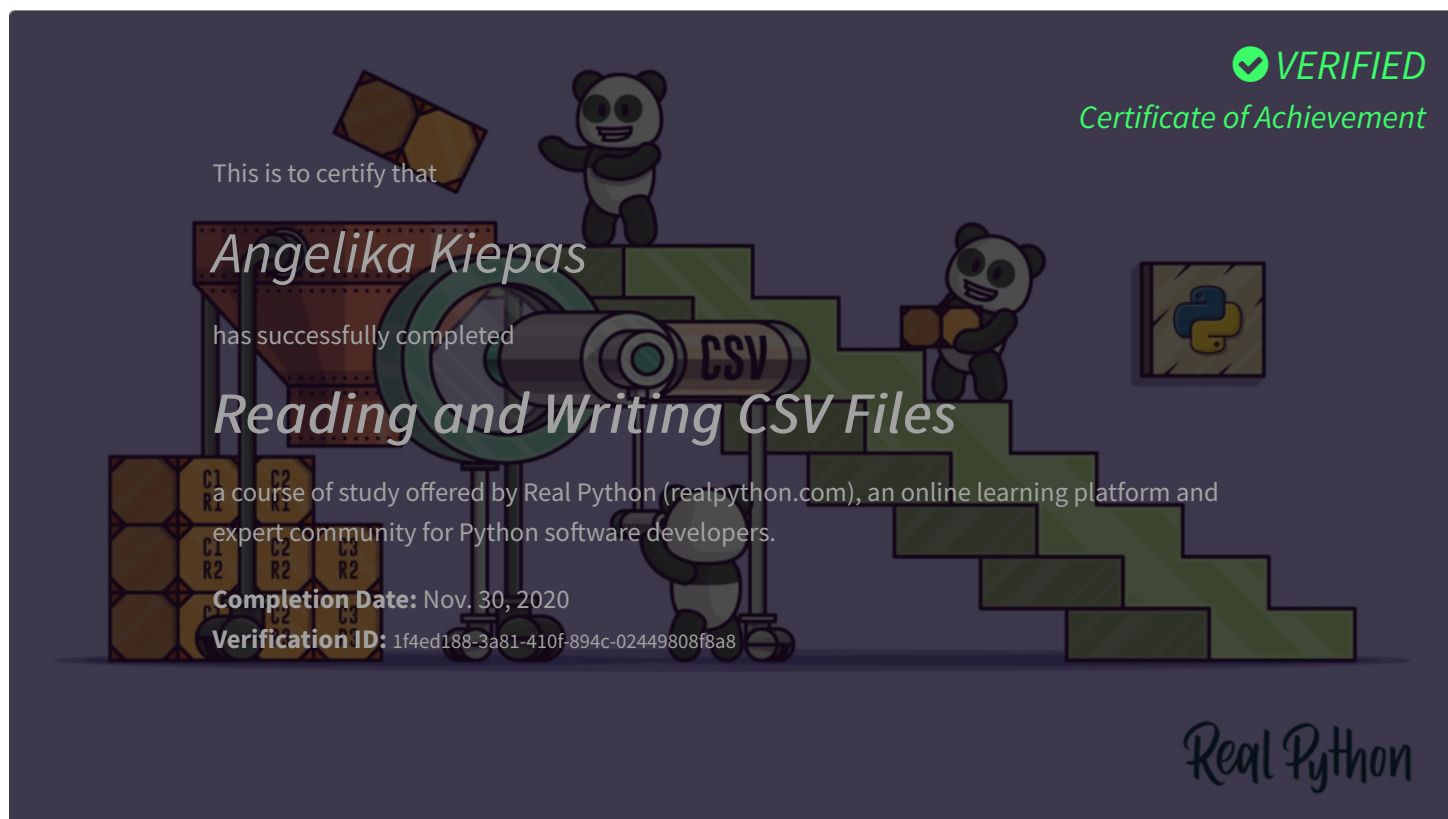 VERIFIED
Certificate of Achievement
This is to certify that
Angelika Kiepas
has successfully completed
CSV
Reading and Writing CSV Files
a course of study offered by Real Python (realpython.com), an online learning platform and
expert community for Python software developers.
C1 C2
R1 R1
C1 C2 C3
R2 R2 R2
C2 C3
Completion Date: Nov. 30, 2020
Verification ID: 1f4ed188-3a81-410f-894c-02449808f8a8
Real Python